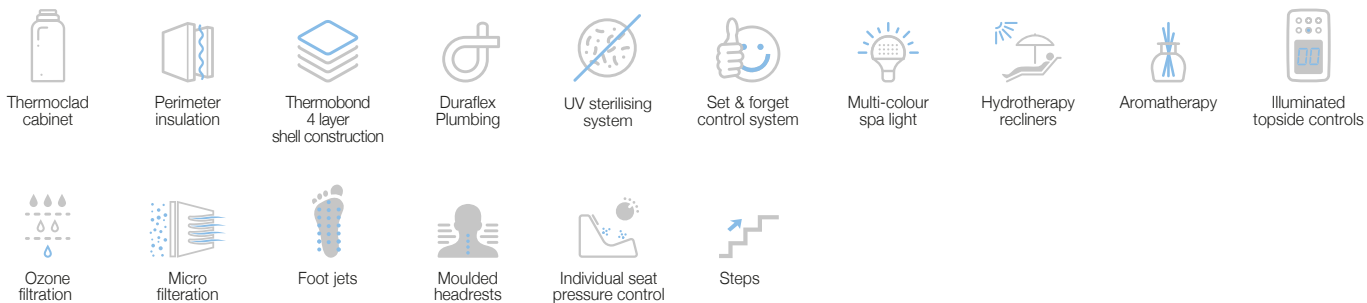 Thermoclad
cabinet
Perimeter
insulation
Thermobond
4 layer
shell construction
Duraflex
Plumbing
UV sterilising
system
Set & forget
control system
Multi-colour
spa light
Hydrotherapy
recliners
Aromatherapy
00
Illuminated
topside controls
Ozone
filtration
Micro
filteration
Foot jets
Moulded
headrests
Individual seat
pressure control
Steps